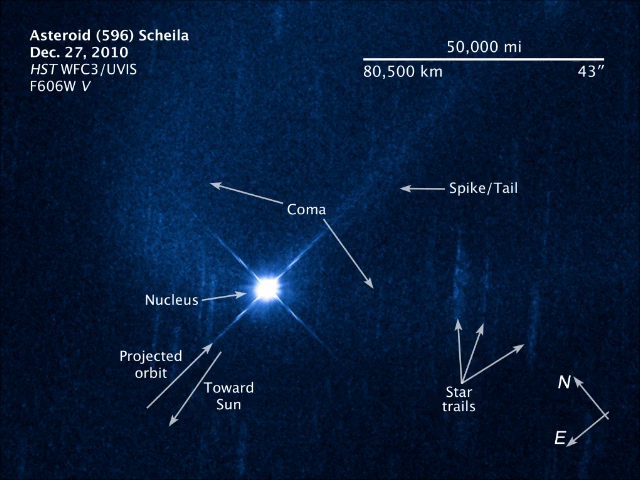 Asteroid (596) Scheila
Dec. 27, 2010
HST WFC3/UVIS
F606W V
50,000 mi
80,500 km
43″
Spike/Tail
Coma
Nucleus
Projected
orbit
Toward
Sun
Star
trails
N
E